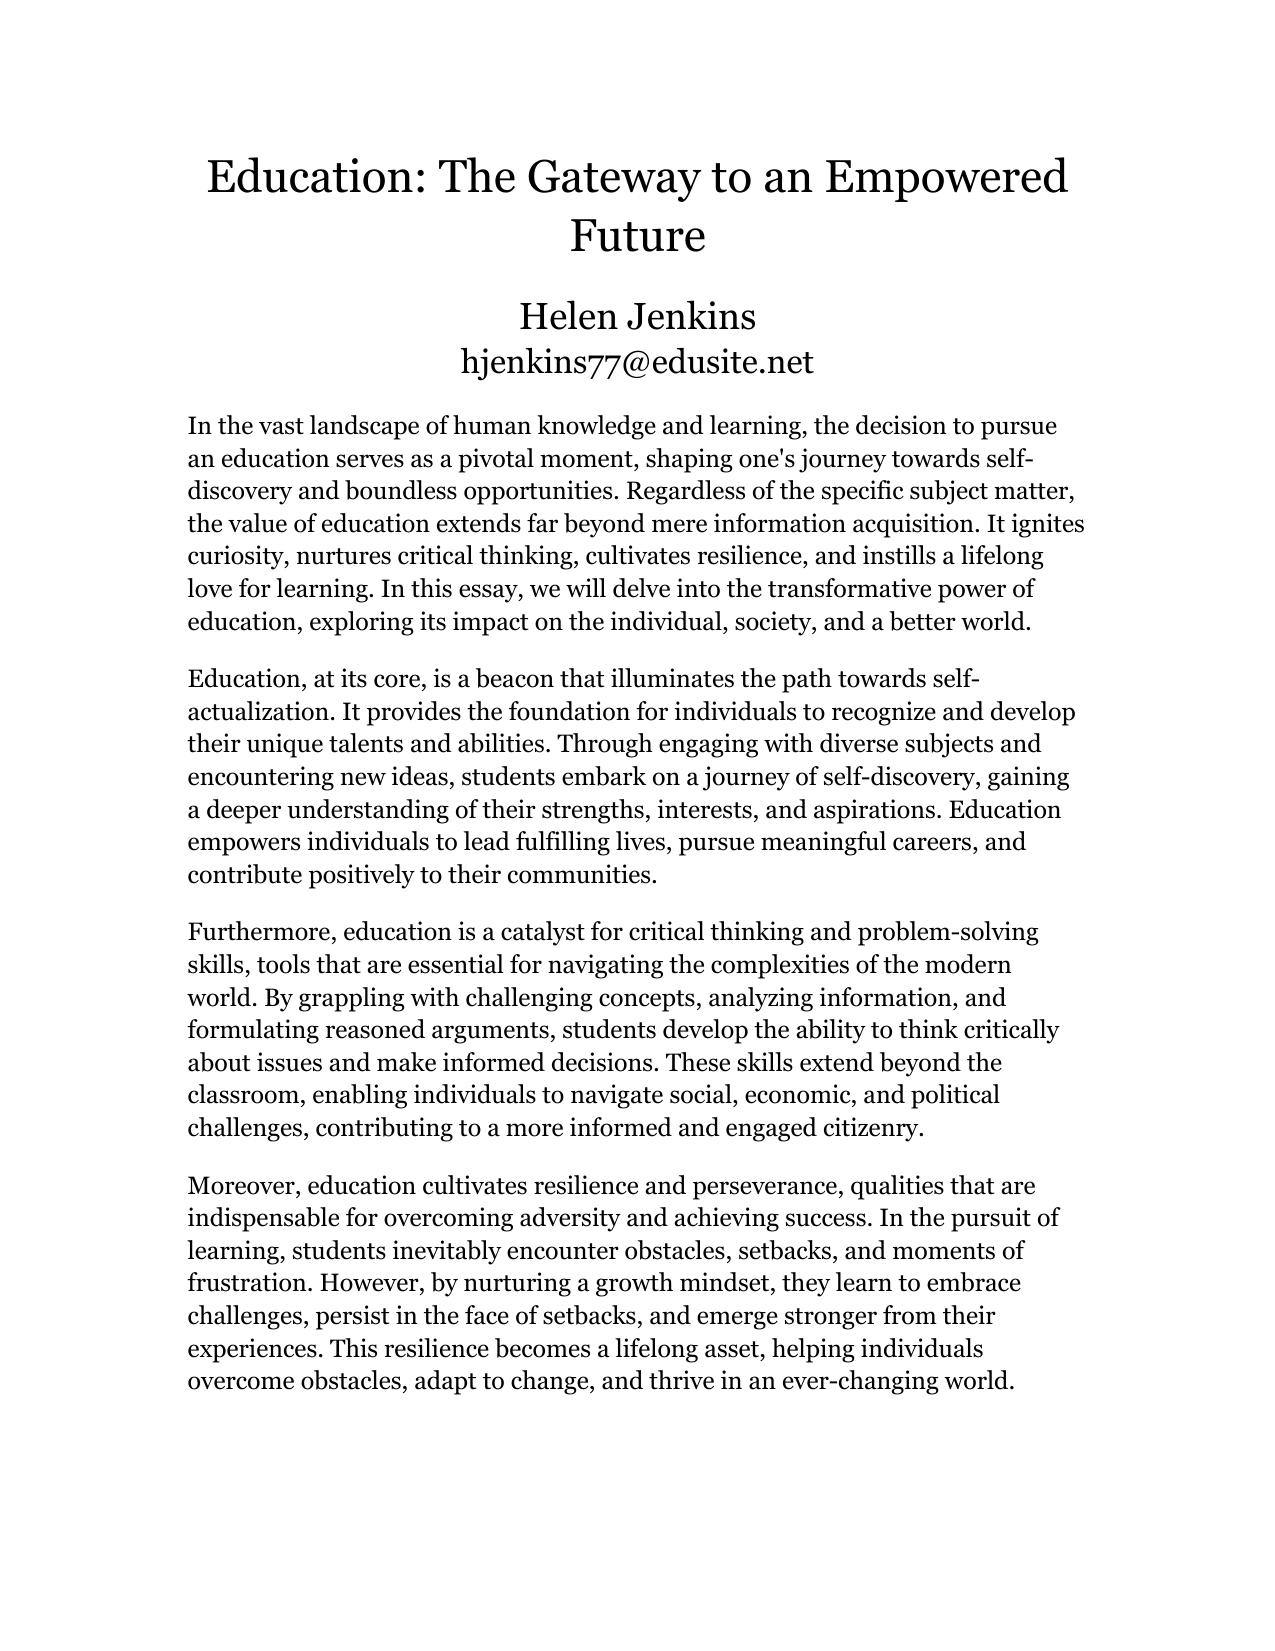 Education: The Gateway to an Empowered
Future
Helen Jenkins
hjenkins77@edusite.net
In the vast landscape of human knowledge and learning, the decision to pursue
an education serves as a pivotal moment, shaping one's journey towards self-
discovery and boundless opportunities. Regardless of the specific subject matter,
the value of education extends far beyond mere information acquisition. It ignites
curiosity, nurtures critical thinking, cultivates resilience, and instills a lifelong
love for learning. In this essay, we will delve into the transformative power of
education, exploring its impact on the individual, society, and a better world.
Education, at its core, is a beacon that illuminates the path towards self-
actualization. It provides the foundation for individuals to recognize and develop
their unique talents and abilities. Through engaging with diverse subjects and
encountering new ideas, students embark on a journey of self-discovery, gaining
a deeper understanding of their strengths, interests, and aspirations. Education
empowers individuals to lead fulfilling lives, pursue meaningful careers, and
contribute positively to their communities.
Furthermore, education is a catalyst for critical thinking and problem-solving
skills, tools that are essential for navigating the complexities of the modern
world. By grappling with challenging concepts, analyzing information, and
formulating reasoned arguments, students develop the ability to think critically
about issues and make informed decisions. These skills extend beyond the
classroom, enabling individuals to navigate social, economic, and political
challenges, contributing to a more informed and engaged citizenry.
Moreover, education cultivates resilience and perseverance, qualities that are
indispensable for overcoming adversity and achieving success. In the pursuit of
learning, students inevitably encounter obstacles, setbacks, and moments of
frustration. However, by nurturing a growth mindset, they learn to embrace
challenges, persist in the face of setbacks, and emerge stronger from their
experiences. This resilience becomes a lifelong asset, helping individuals
overcome obstacles, adapt to change, and thrive in an ever-changing world.